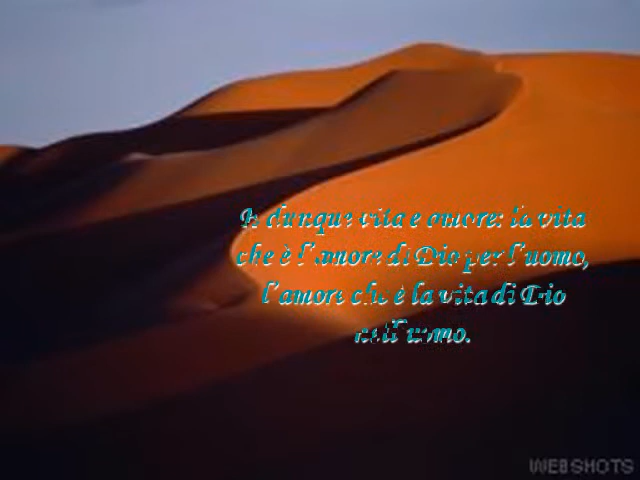 è dunque vita e amore: la vita
che è l'amore di Dio per l'uomo,
l'amore che è la vita di Dio
nell'uomo.
WEBSHOTS